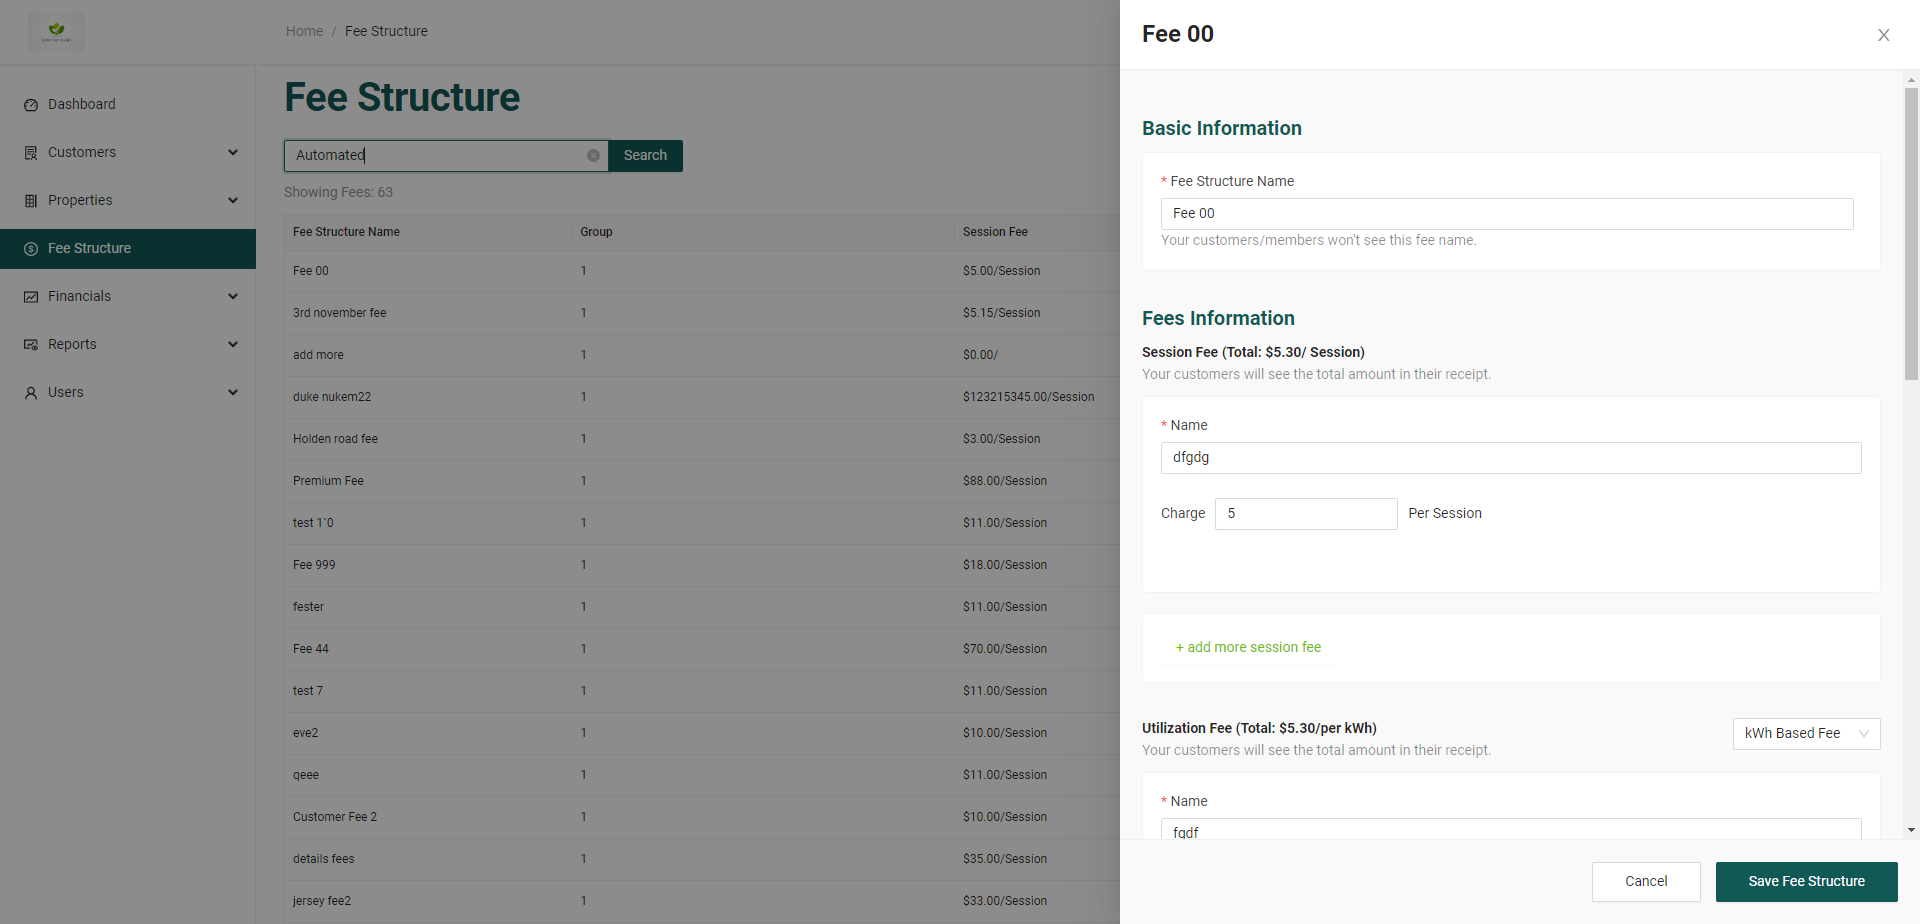 Home / Fee Structure
Dashboard
Customers
Properties
Fee Structure
Financials
Reports
Users
Fee Structure
Automated
Search
Showing Fees: 63
Fee Structure Name Group Session Fee
Fee 00 1 $5.00/Session
3rd november fee 1 $5.15/Session
add more 1 $0.00/
duke nukem22 1 $123215345.00/Session
Holden road fee 1 $3.00/Session
Premium Fee 1 $88.00/Session
test 1`0 1 $11.00/Session
Fee 999 1 $18.00/Session
fester 1 $11.00/Session
Fee 44 1 $70.00/Session
test 7 1 $11.00/Session
eve2 1 $10.00/Session
qeee 1 $11.00/Session
Customer Fee 2 1 $10.00/Session
details fees 1 $35.00/Session
jersey fee2 1 $33.00/Session
Fee 00
Basic Information
* Fee Structure Name
Fee 00
Your customers/members won't see this fee name.
Fees Information
Session Fee (Total: $5.30/ Session)
Your customers will see the total amount in their receipt.
* Name
dfgdg
Charge 5 Per Session
+ add more session fee
Utilization Fee (Total: $5.30/per kWh)
kWh Based Fee
Your customers will see the total amount in their receipt.
* Name
fgdf
Cancel
Save Fee Structure